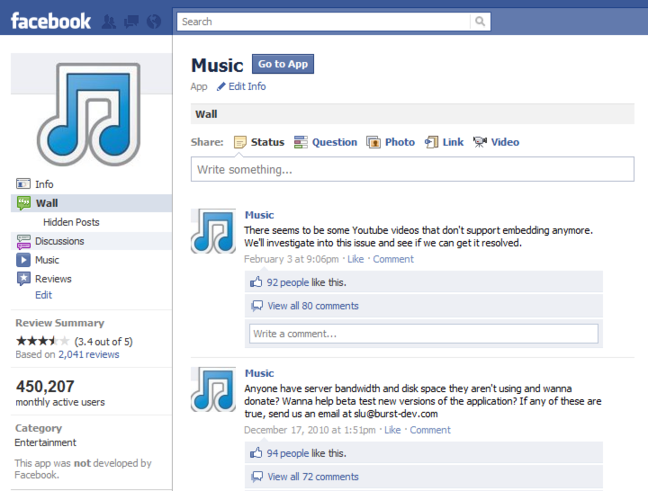 facebook
Search
Music Go to App
App Edit Info
Wall
Share: Status Question Photo Link Video
Write something...
Info
Wall
Hidden Posts
Discussions
Music
Reviews
Edit
Review Summary
(3.4 out of 5)
Based on 2,041 reviews
450,207
monthly active users
Category
Entertainment
This app was not developed by
Facebook.
Music
There seems to be some Youtube videos that don't support embedding anymore.
We'll investigate into this issue and see if we can get it resolved.
February 3 at 9:06pm · Like · Comment
92 people like this.
View all 80 comments
Write a comment...
Music
Anyone have server bandwidth and disk space they aren't using and wanna
donate? Wanna help beta test new versions of the application? If any of these are
true, send us an email at slu@burst-dev.com
December 17, 2010 at 1:51pm · Like · Comment
94 people like this.
View all 72 comments